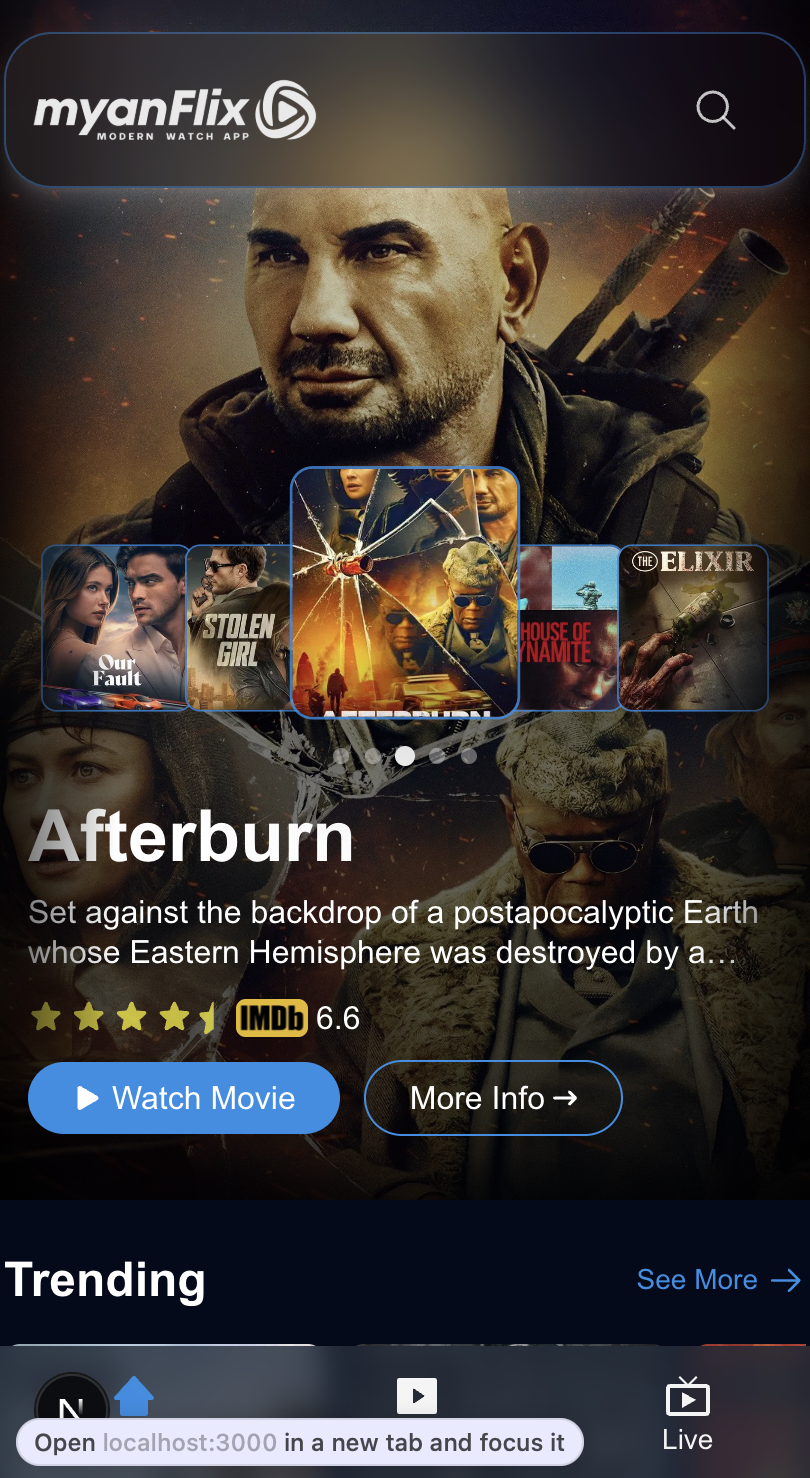 myanFlix
MODERN WATCH APP
Our
Fault
STOLEN
GIRL
HOUSE OF
YNAMITE
THE ELIXIR
Afterburn
Set against the backdrop of a postapocalyptic Earth
whose Eastern Hemisphere was destroyed by a…
IMDb 6.6
Watch Movie
More Info →
Trending
See More →
N
Open localhost:3000 in a new tab and focus it
Live